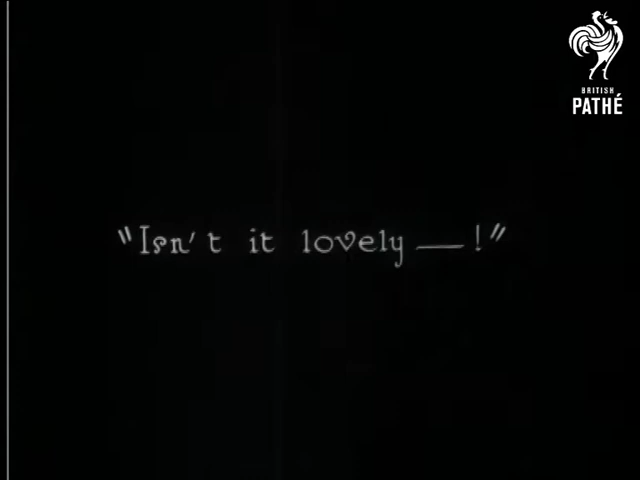 BRITISH
PATHÉ
"Isn't it lovely — !"